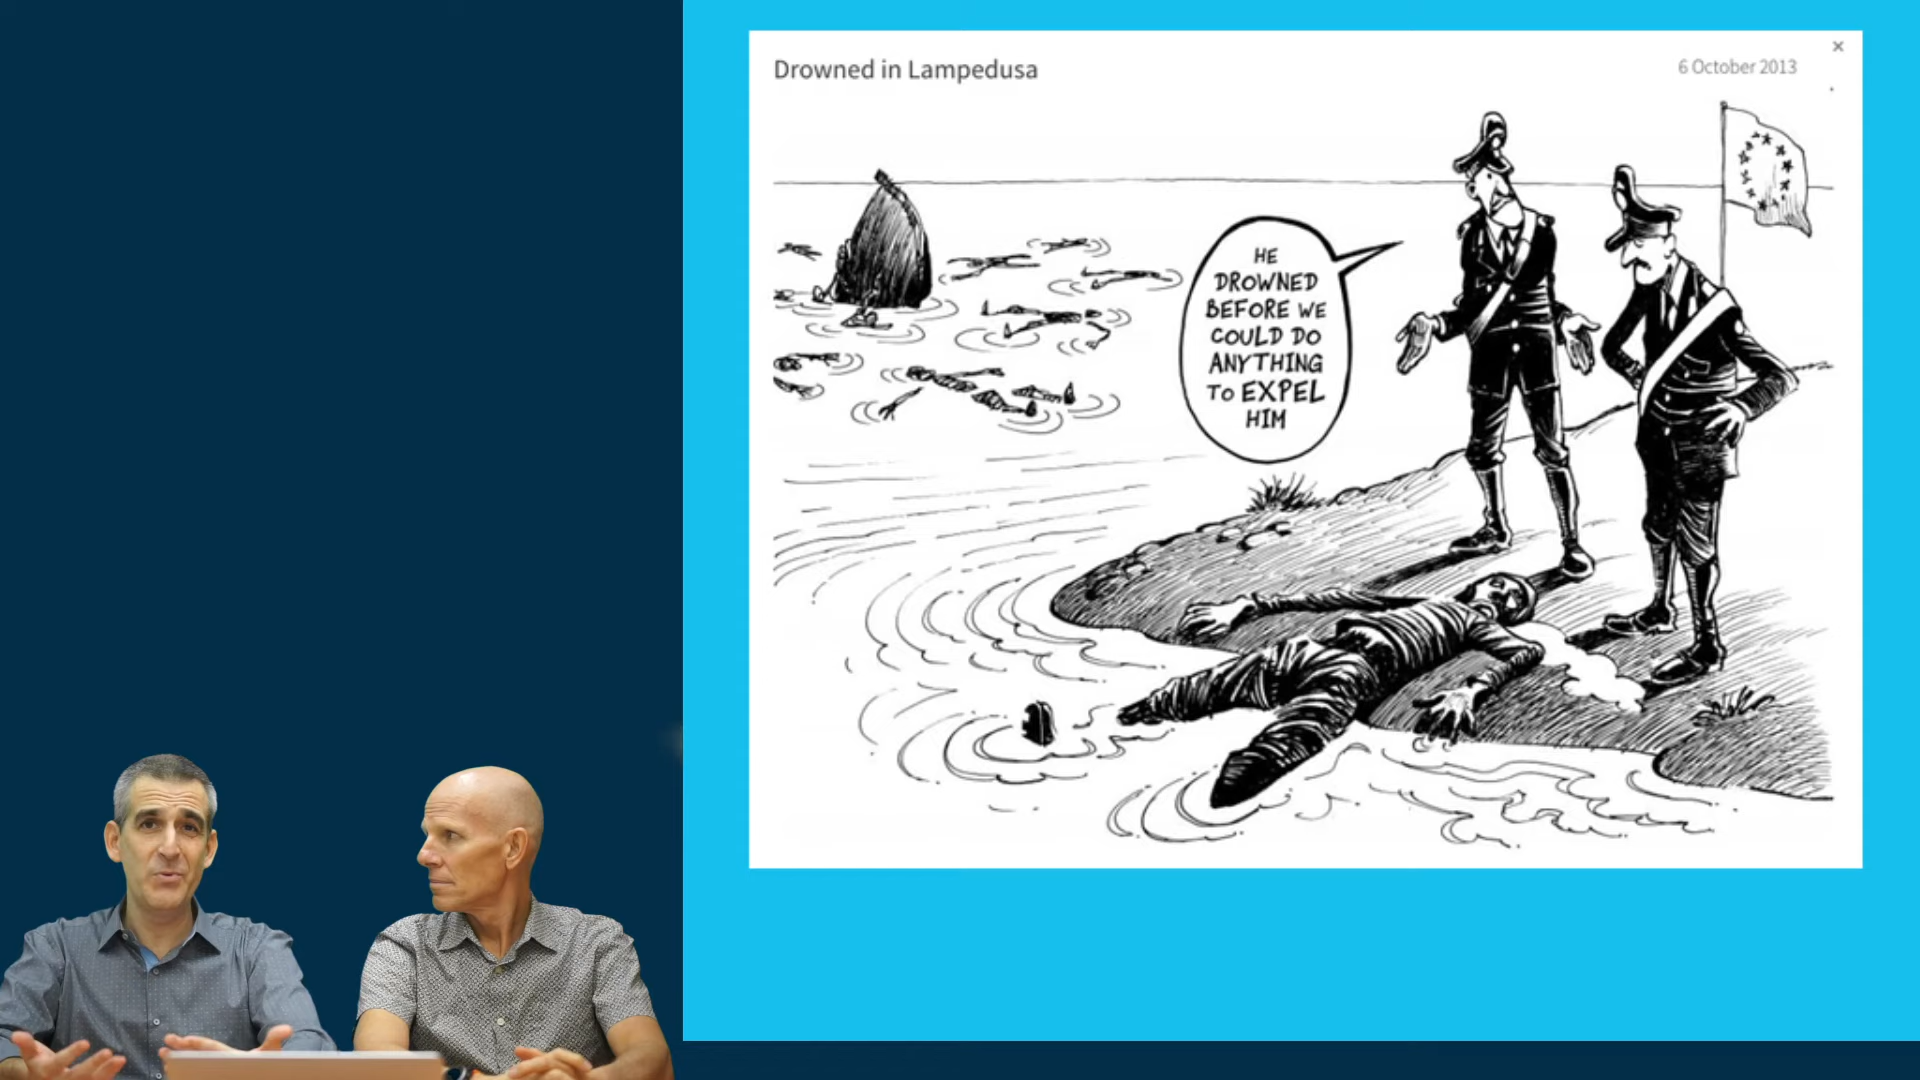 Drowned in Lampedusa
6 October 2013
HE
DROWNED
BEFORE WE
COULD DO
ANYTHING
TO EXPEL
HIM